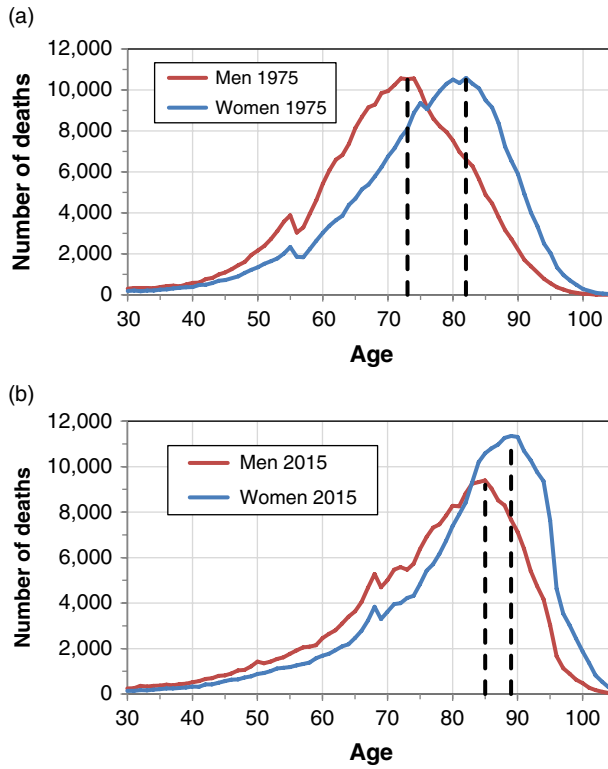 (a)
12,000
10,000
8,000
6,000
4,000
2,000
0
Number of deaths
Men 1975
Women 1975
30 40 50 60 70 80 90 100
Age
(b)
12,000
10,000
8,000
6,000
4,000
2,000
0
Number of deaths
Men 2015
Women 2015
30 40 50 60 70 80 90 100
Age